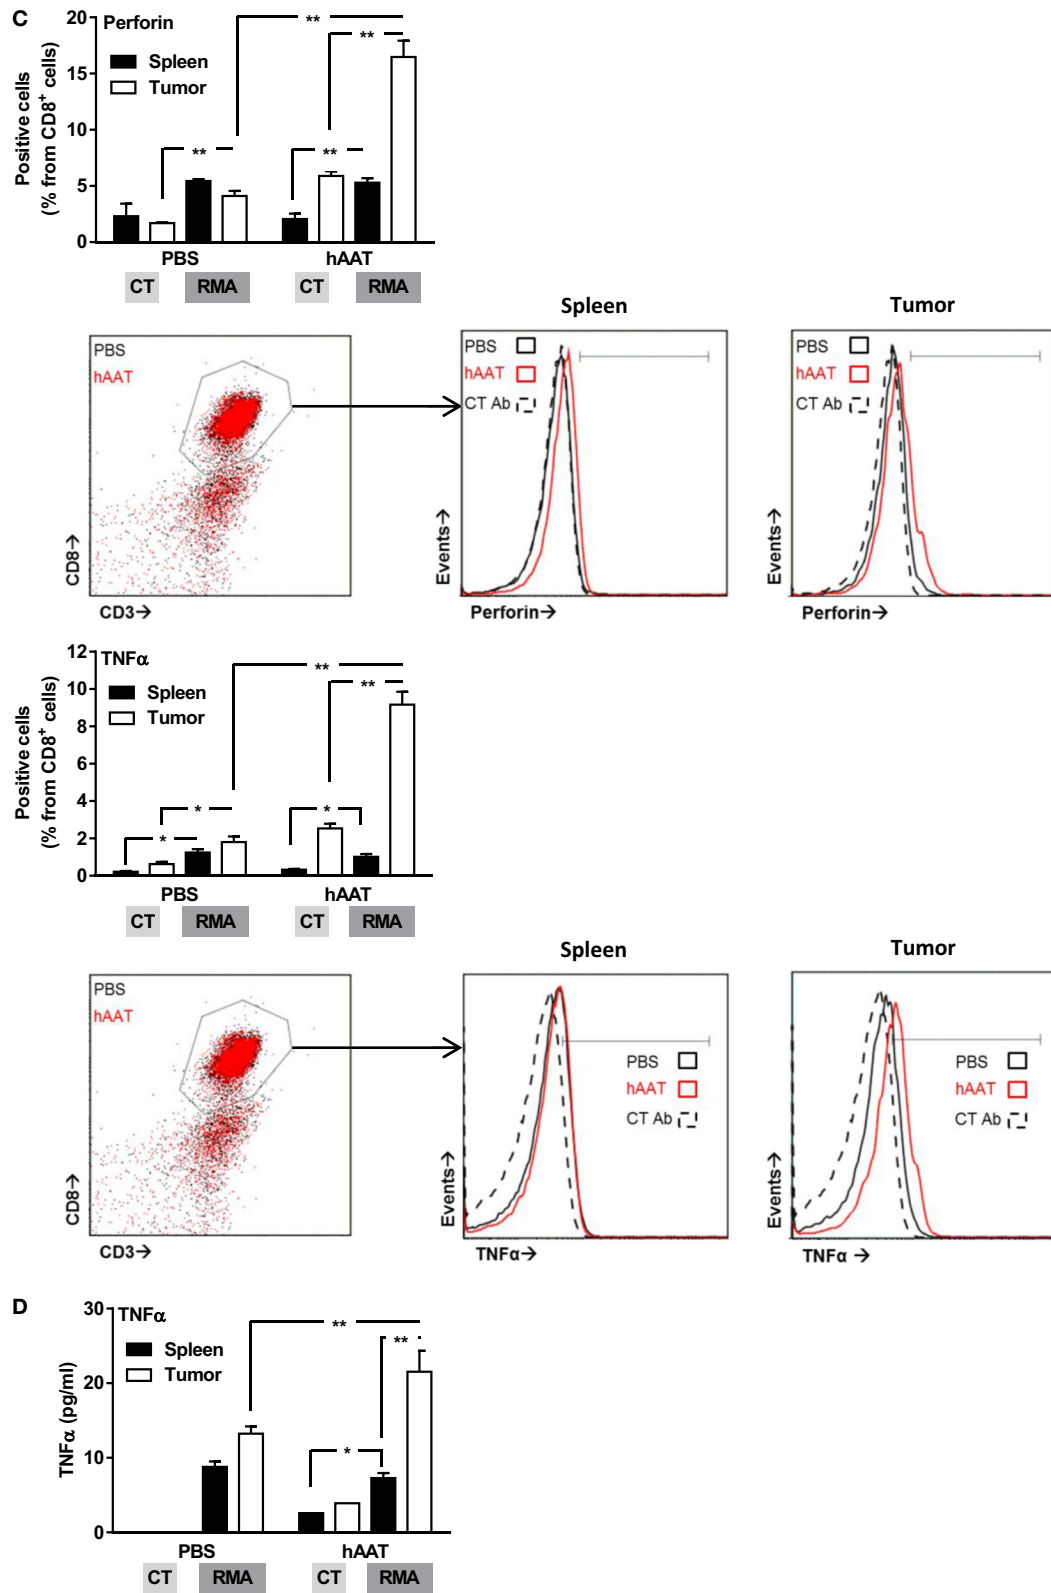 C
Perforin
Spleen
Tumor
Positive cells
(% from CD8⁺ cells)
20
15
10
5
0
**
**
**
**
PBS
hAAT
CT
RMA
CT
RMA
PBS
hAAT
CD8→
CD3→
Spleen
PBS
hAAT
CT Ab
Events→
Perforin→
Tumor
PBS
hAAT
CT Ab
Events→
Perforin→
TNFα
Spleen
Tumor
Positive cells
(% from CD8⁺ cells)
12
10
8
6
4
2
0
**
**
*
*
*
PBS
hAAT
CT
RMA
CT
RMA
PBS
hAAT
CD8→
CD3→
Spleen
PBS
hAAT
CT Ab
Events→
TNFα→
Tumor
PBS
hAAT
CT Ab
Events→
TNFα→
D
TNFα
Spleen
Tumor
TNFα (pg/ml)
30
20
10
0
**
**
*
PBS
hAAT
CT
RMA
CT
RMA